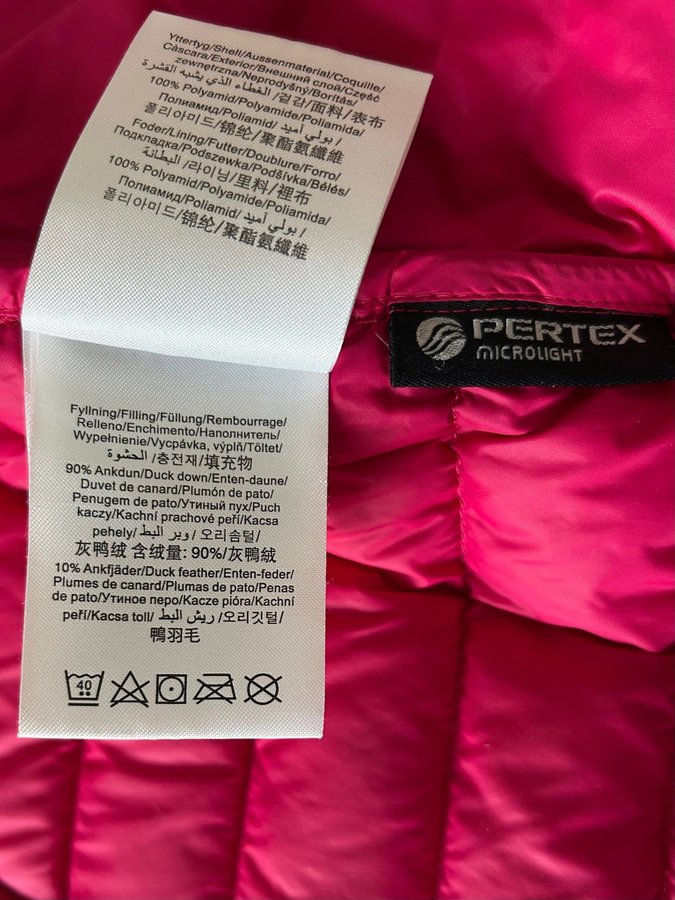 Yttertyg/Shell/Aussenmaterial/Coquille/
Càscara/Exterior/Внешний слой/Część
zewnętrzna/Neprodyšný/Borítás/
الغطاء الذي يشبه القشرة /겉감/面料/表布
100% Polyamid/Polyamide/Poliamida/
Полиамид/Poliamid/ بولي أميد /
폴리아미드/锦纶/聚酯氨纖維
Foder/Lining/Futter/Doublure/Forro/
Подкладка/Podszewka/Podšívka/Bélés/
البطانة /라이닝/里料/裡布
100% Polyamid/Polyamide/Poliamida/
Полиамид/Poliamid/ بولي أميد /
폴리아미드/锦纶/聚酯氨纖維
PERTEX
MICROLIGHT
Fyllning/Filling/Füllung/Rembourrage/
Relleno/Enchimento/Наполнитель/
Wypełnienie/Vycpávka, výplň/Töltet/
الحشوة /충전재/填充物
90% Ankdun/Duck down/Enten-daune/
Duvet de canard/Plumón de pato/
Penugem de pato/Утиный пух/Puch
kaczy/Kachní prachové peří/Kacsa
pehely/ وبر البط /오리솜털/
灰鸭绒 含绒量: 90%/灰鴨絨
10% Ankfjäder/Duck feather/Enten-feder/
Plumes de canard/Plumas de pato/Penas
de pato/Утиное перо/Kacze pióra/Kachní
peří/Kacsa toll/ ريش البط /오리깃털/
鴨羽毛
40